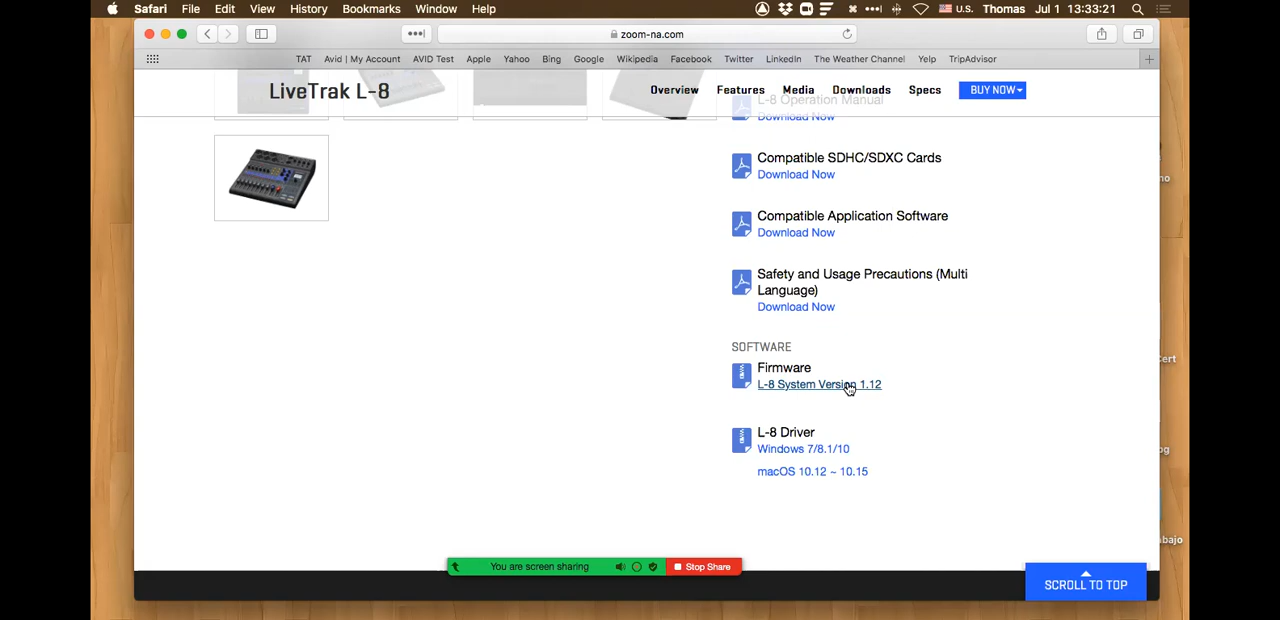 Safari File Edit View History Bookmarks Window Help U.S. Thomas Jul 1 13:33:21
zoom-na.com
TAT Avid | My Account AVID Test Apple Yahoo Bing Google Wikipedia Facebook Twitter LinkedIn The Weather Channel Yelp TripAdvisor
LiveTrak L-8 Overview Features Media Downloads Specs BUY NOW
L-8 Operation Manual
Download Now
Compatible SDHC/SDXC Cards
Download Now
Compatible Application Software
Download Now
Safety and Usage Precautions (Multi
Language)
Download Now
SOFTWARE
Firmware
L-8 System Version 1.12
L-8 Driver
Windows 7/8.1/10
macOS 10.12 ~ 10.15
You are screen sharing Stop Share
SCROLL TO TOP
no
Cert
og
abajo